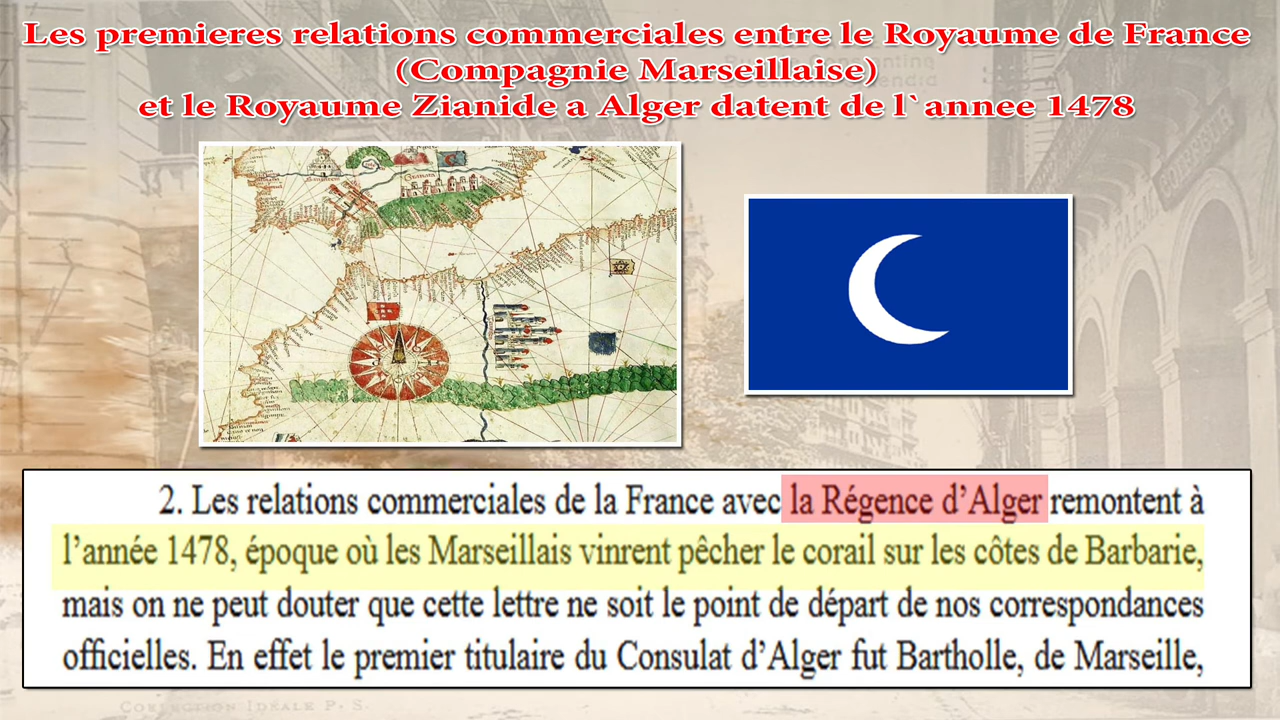 Les premieres relations commerciales entre le Royaume de France
(Compagnie Marseillaise)
et le Royaume Zianide a Alger datent de l`annee 1478
Granata
2. Les relations commerciales de la France avec la Régence d’Alger remontent à
l’année 1478, époque où les Marseillais vinrent pêcher le corail sur les côtes de Barbarie,
mais on ne peut douter que cette lettre ne soit le point de départ de nos correspondances
officielles. En effet le premier titulaire du Consulat d’Alger fut Bartholle, de Marseille,
COLLECTION IDÉALE P. S.